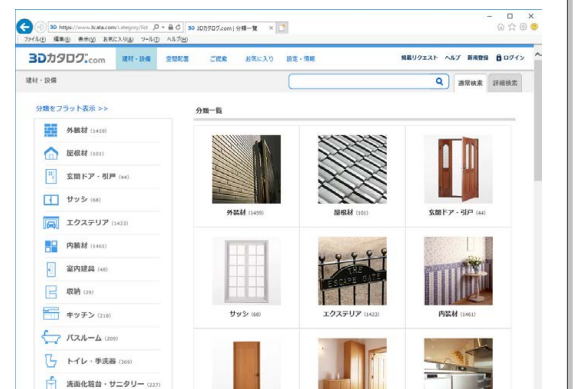 3Dカタログ.com | 分類一覧
ファイル(F) 編集(E) 表示(V) お気に入り(A) ツール(T) ヘルプ(H)
3Dカタログ.com
建材・設備 空間配置 ご提案 お気に入り 設定・情報
掲載リクエスト ヘルプ 新規登録 ログイン
建材・設備
通常検索 詳細検索
分類をフラット表示 >>
分類一覧
外装材 (1459)
屋根材 (101)
玄関ドア・引戸 (44)
サッシ (68)
エクステリア (1423)
内装材 (1461)
室内建具 (48)
収納 (39)
キッチン (218)
バスルーム (209)
トイレ・手洗器 (269)
洗面化粧台・サニタリー (227)
外装材 (1459)
屋根材 (101)
玄関ドア・引戸 (44)
THE
ESCAPE GATE
サッシ (68)
エクステリア (1423)
内装材 (1461)